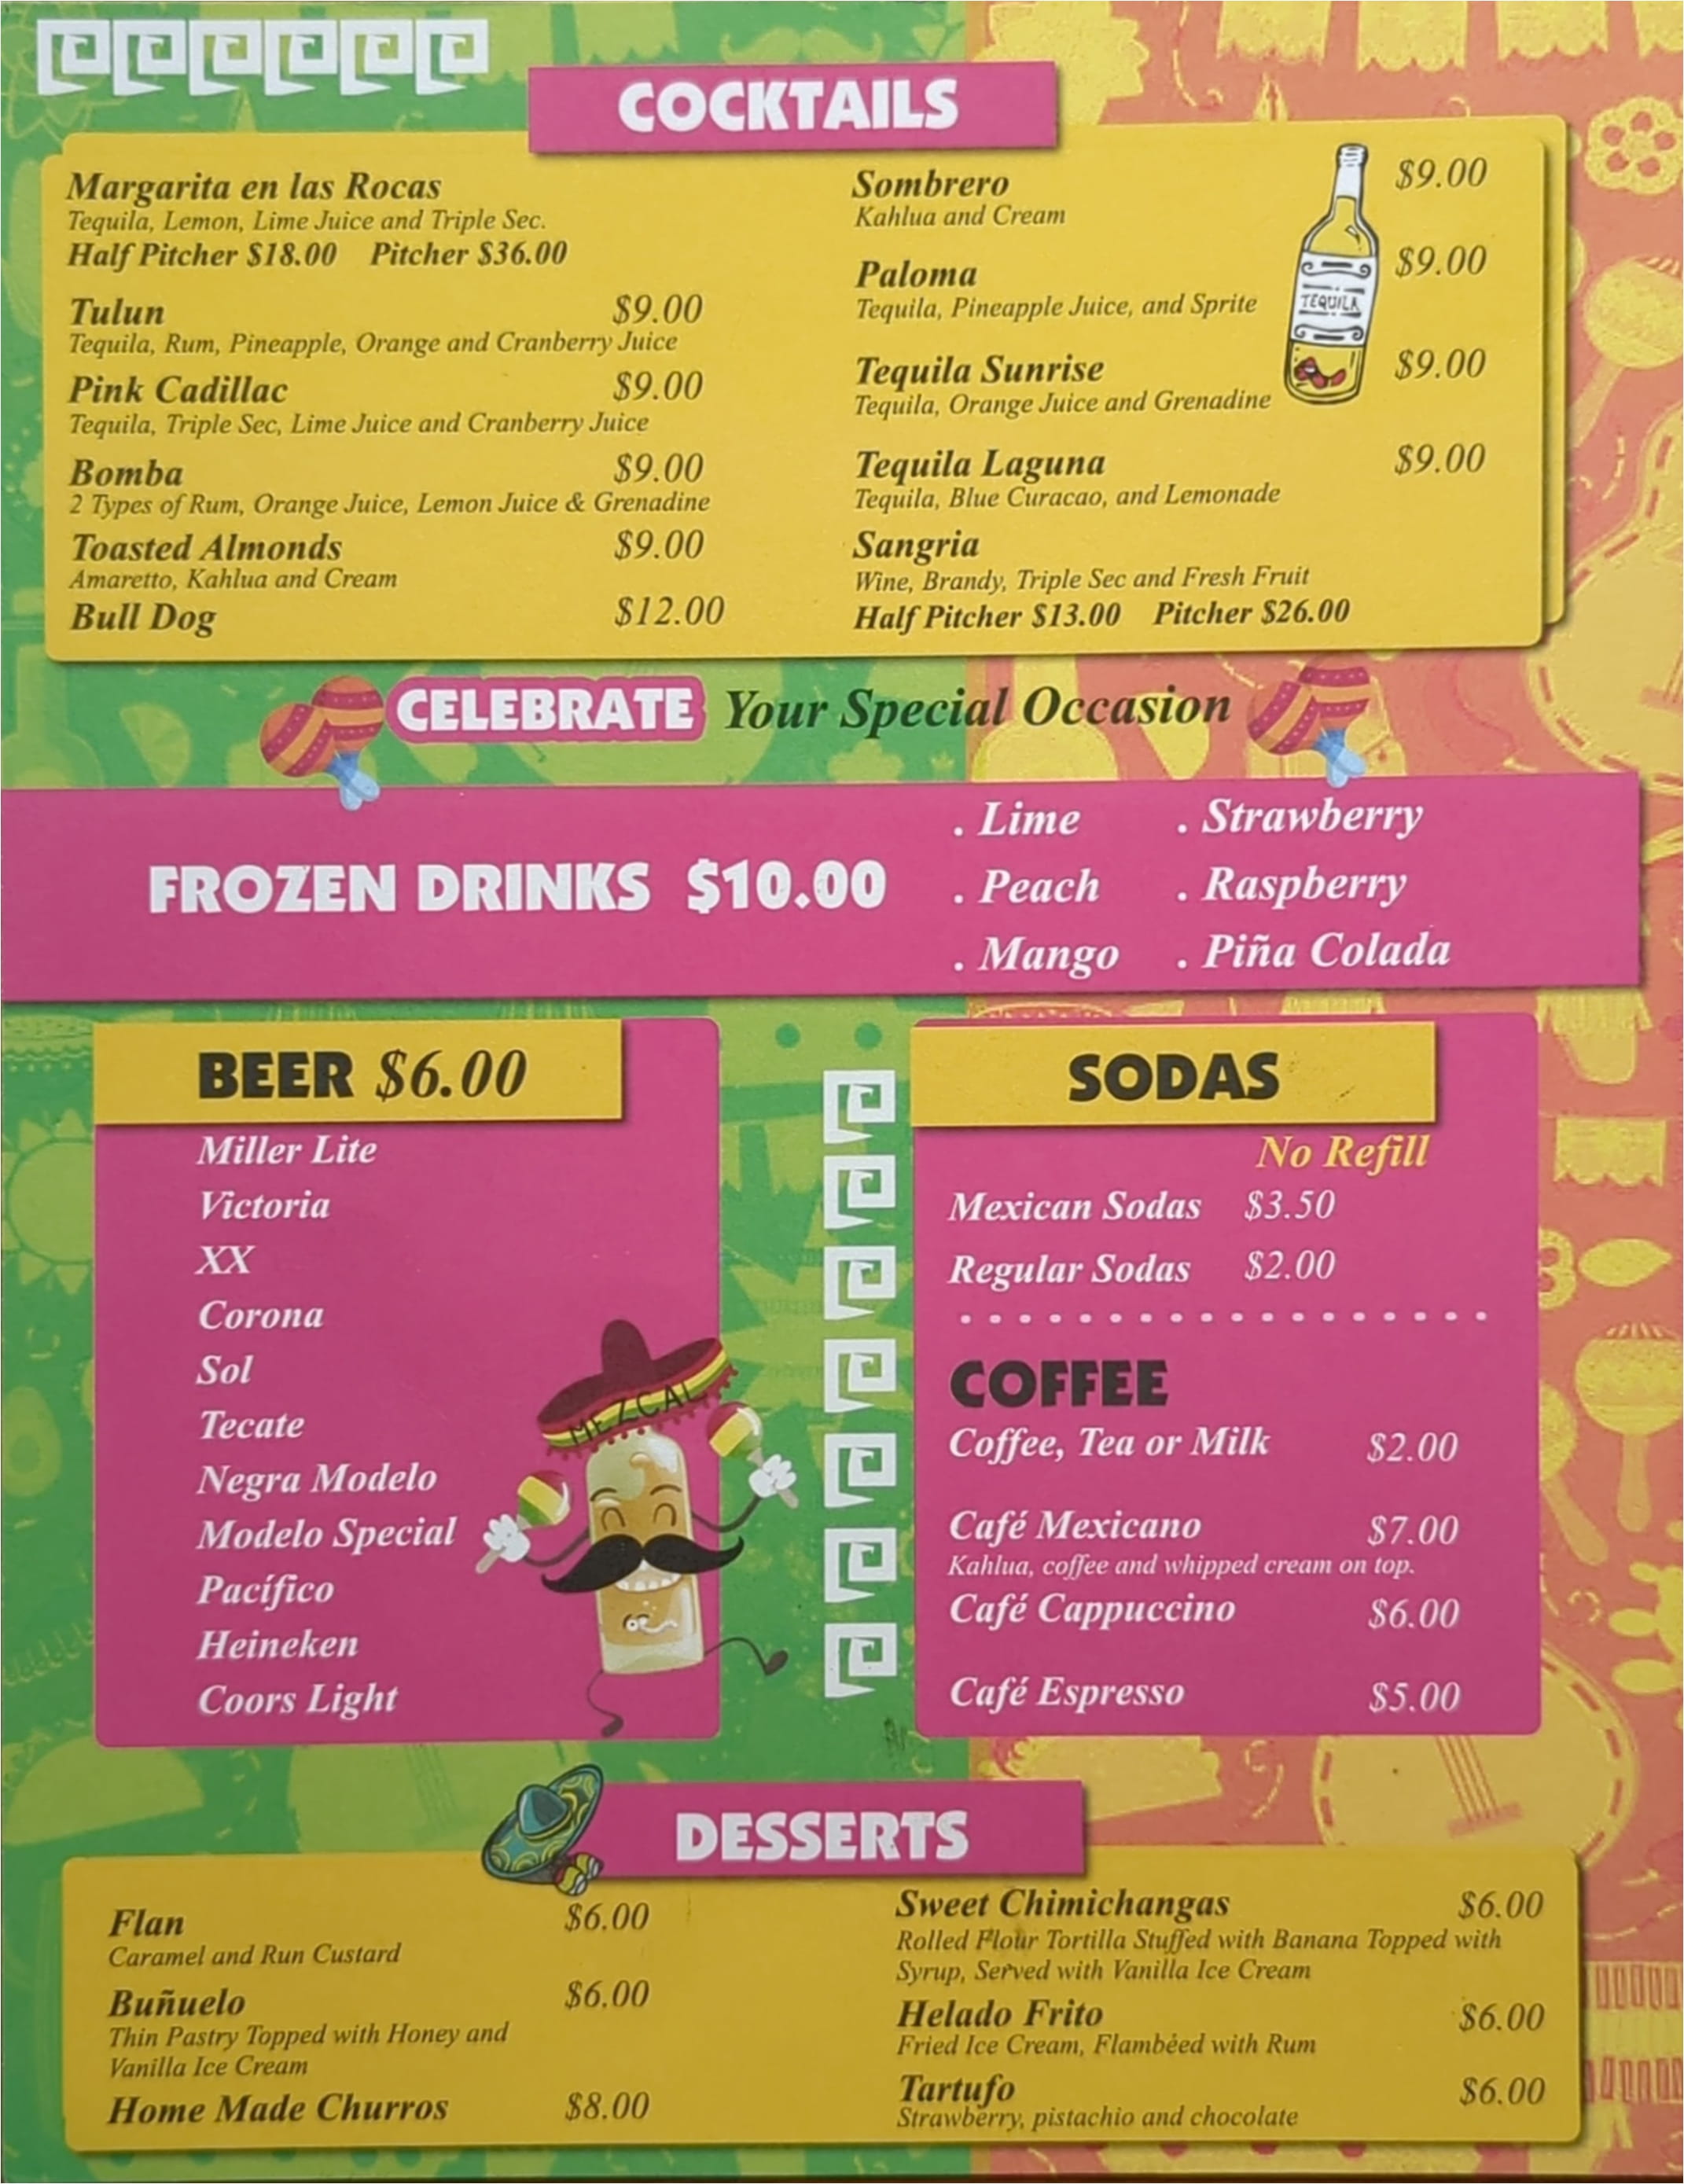 COCKTAILS
Margarita en las Rocas
Tequila, Lemon, Lime Juice and Triple Sec.
Half Pitcher $18.00 Pitcher $36.00
Tulun $9.00
Tequila, Rum, Pineapple, Orange and Cranberry Juice
Pink Cadillac $9.00
Tequila, Triple Sec, Lime Juice and Cranberry Juice
Bomba $9.00
2 Types of Rum, Orange Juice, Lemon Juice & Grenadine
Toasted Almonds $9.00
Amaretto, Kahlua and Cream
Bull Dog $12.00
Sombrero $9.00
Kahlua and Cream
Paloma $9.00
Tequila, Pineapple Juice, and Sprite
Tequila Sunrise $9.00
Tequila, Orange Juice and Grenadine
Tequila Laguna $9.00
Tequila, Blue Curacao, and Lemonade
Sangria
Wine, Brandy, Triple Sec and Fresh Fruit
Half Pitcher $13.00 Pitcher $26.00
TEQUILA
CELEBRATE Your Special Occasion
FROZEN DRINKS $10.00
. Lime . Strawberry
. Peach . Raspberry
. Mango . Piña Colada
BEER $6.00
Miller Lite
Victoria
XX
Corona
Sol
Tecate
Negra Modelo
Modelo Special
Pacífico
Heineken
Coors Light
MEZCAL
SODAS
No Refill
Mexican Sodas $3.50
Regular Sodas $2.00
COFFEE
Coffee, Tea or Milk $2.00
Café Mexicano $7.00
Kahlua, coffee and whipped cream on top.
Café Cappuccino $6.00
Café Espresso $5.00
DESSERTS
Flan $6.00
Caramel and Run Custard
Buñuelo $6.00
Thin Pastry Topped with Honey and
Vanilla Ice Cream
Home Made Churros $8.00
Sweet Chimichangas $6.00
Rolled Flour Tortilla Stuffed with Banana Topped with
Syrup, Served with Vanilla Ice Cream
Helado Frito $6.00
Fried Ice Cream, Flambéed with Rum
Tartufo $6.00
Strawberry, pistachio and chocolate